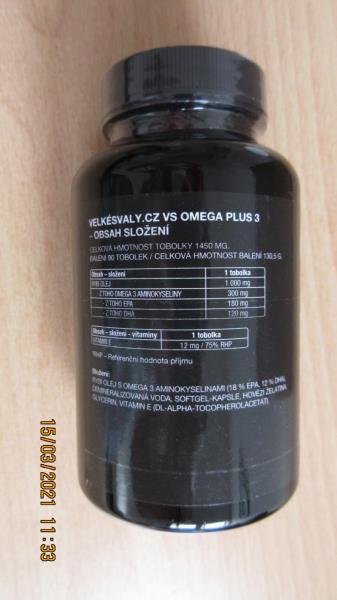 VELKÉSVALY.CZ VS OMEGA PLUS 3
– OBSAH SLOŽENÍ
CELKOVÁ HMOTNOST TOBOLKY 1450 MG.
BALENÍ 90 TOBOLEK / CELKOVÁ HMOTNOST BALENÍ 130,5 G.
Obsah – složení 1 tobolka
RYBÍ OLEJ 1 000 mg
- Z TOHO OMEGA 3 AMINOKYSELINY 300 mg
- Z TOHO EPA 180 mg
- Z TOHO DHA 120 mg
Obsah – složení - vitamíny 1 tobolka
VITAMIN E 12 mg / 75% RHP
*RHP – Referenční hodnota příjmu
Složení:
RYBÍ OLEJ S OMEGA 3 AMINOKYSELINAMI (18 % EPA, 12 % DHA),
DEMINERALIZOVANÁ VODA, SOFTGEL-KAPSLE, HOVĚZÍ ŽELATINA,
GLYCERIN, VITAMIN E (DL-ALPHA-TOCOPHEROLACETAT).
15/03/2021 11:33